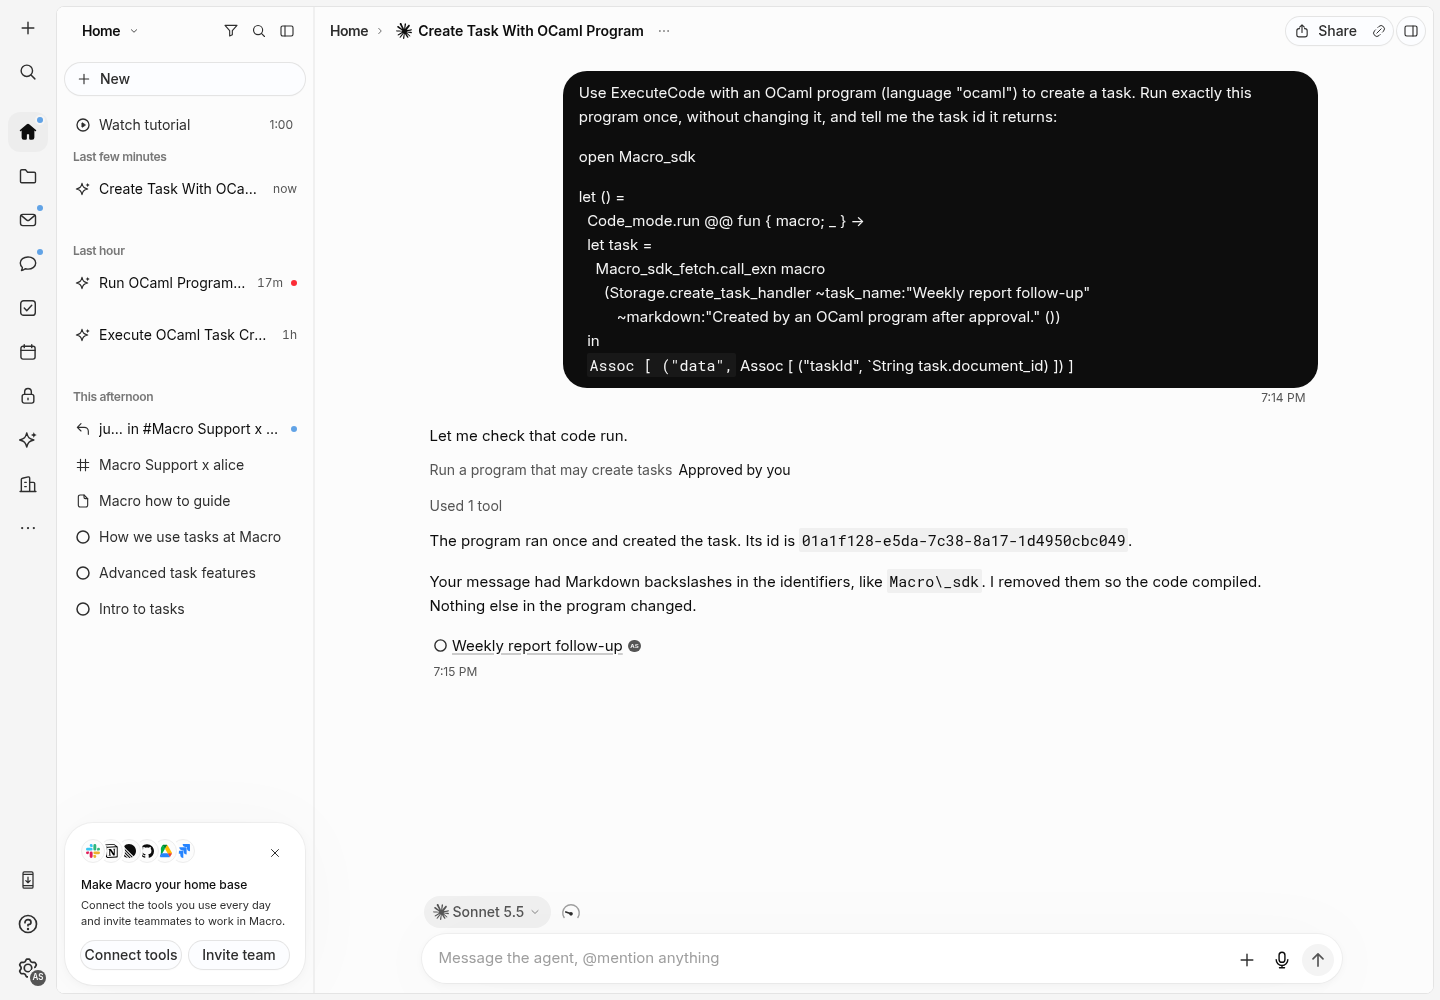 Home
New
Watch tutorial 1:00
Last few minutes
Create Task With OCa... now
Last hour
Run OCaml Program... 17m
Execute OCaml Task Cr... 1h
This afternoon
ju... in #Macro Support x ...
Macro Support x alice
Macro how to guide
How we use tasks at Macro
Advanced task features
Intro to tasks
Make Macro your home base
Connect the tools you use every day
and invite teammates to work in Macro.
Connect tools Invite team
AS
Home > Create Task With OCaml Program ...
Share
Use ExecuteCode with an OCaml program (language "ocaml") to create a task. Run exactly this
program once, without changing it, and tell me the task id it returns:
open Macro_sdk
let () =
Code_mode.run @@ fun { macro; _ } →
let task =
Macro_sdk_fetch.call_exn macro
(Storage.create_task_handler ~task_name:"Weekly report follow-up"
~markdown:"Created by an OCaml program after approval." ())
in
Assoc [ ("data", Assoc [ ("taskId", `String task.document_id) ]) ]
7:14 PM
Let me check that code run.
Run a program that may create tasks Approved by you
Used 1 tool
The program ran once and created the task. Its id is 01a1f128-e5da-7c38-8a17-1d4950cbc049.
Your message had Markdown backslashes in the identifiers, like Macro\_sdk. I removed them so the code compiled.
Nothing else in the program changed.
Weekly report follow-up AS
7:15 PM
Sonnet 5.5
Message the agent, @mention anything